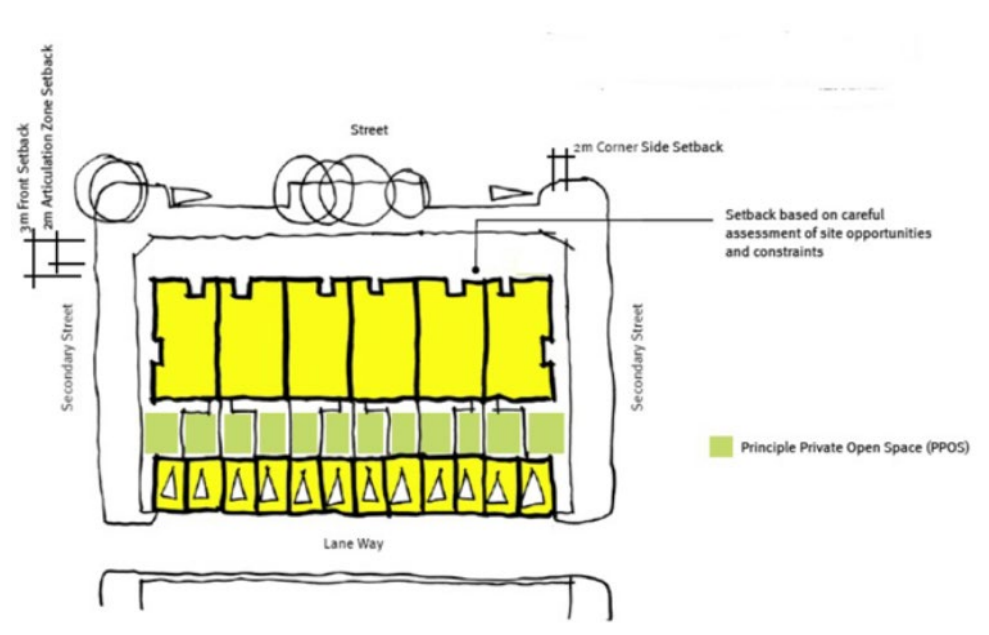 3m Front Setback
2m Articulation Zone Setback
Street
2m Corner Side Setback
Setback based on careful
assessment of site opportunities
and constraints
Secondary Street
Secondary Street
Principle Private Open Space (PPOS)
Lane Way